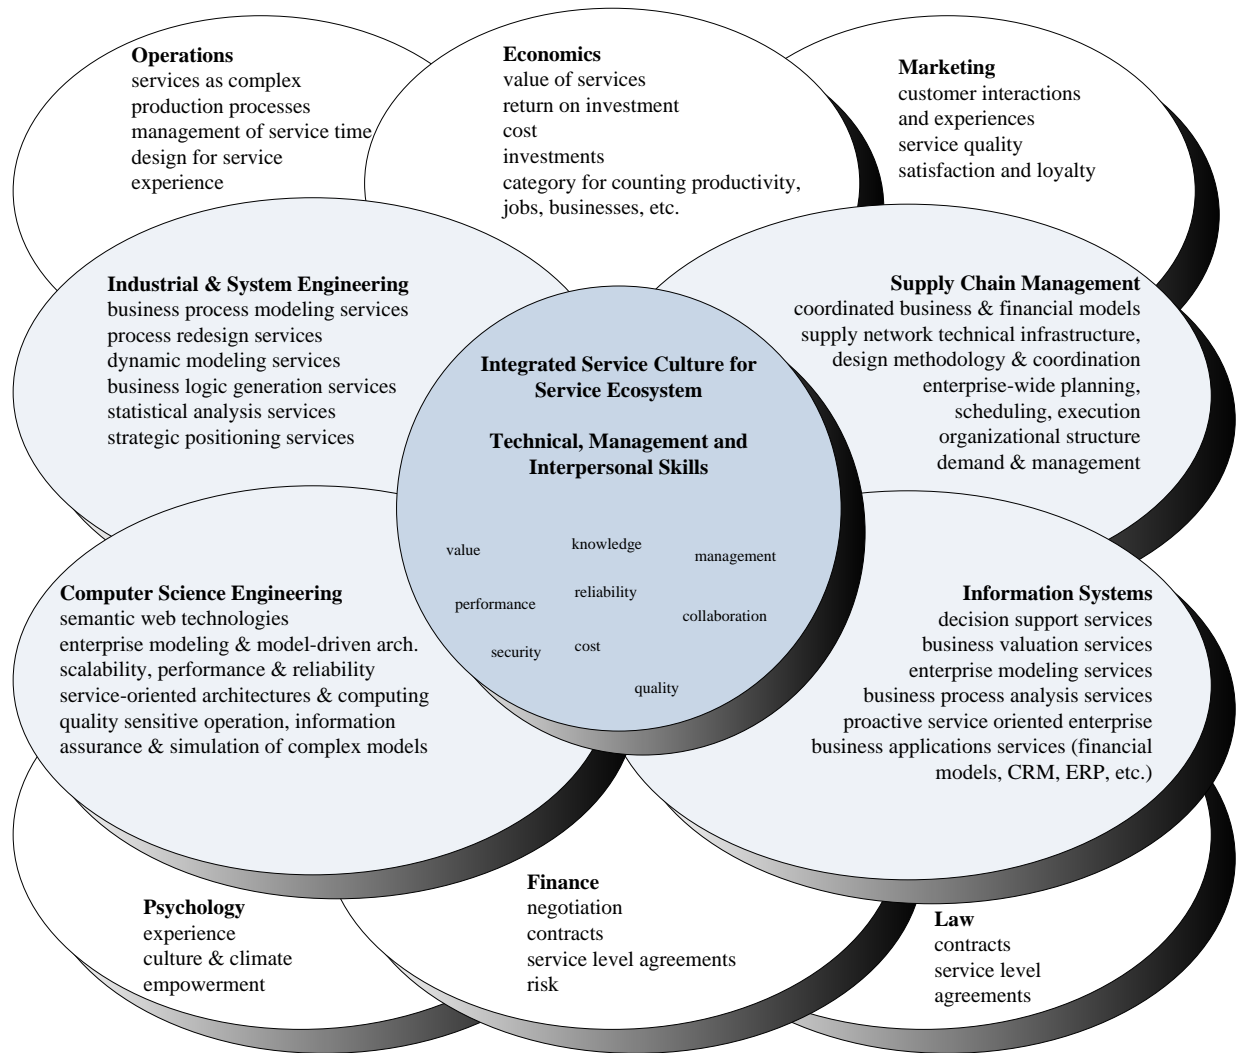 Operations
services as complex
production processes
management of service time
design for service
experience
Economics
value of services
return on investment
cost
investments
category for counting productivity,
jobs, businesses, etc.
Marketing
customer interactions
and experiences
service quality
satisfaction and loyalty
Industrial & System Engineering
business process modeling services
process redesign services
dynamic modeling services
business logic generation services
statistical analysis services
strategic positioning services
Supply Chain Management
coordinated business & financial models
supply network technical infrastructure,
design methodology & coordination
enterprise-wide planning,
scheduling, execution
organizational structure
demand & management
Integrated Service Culture for
Service Ecosystem
Technical, Management and
Interpersonal Skills
value
knowledge
management
performance
reliability
collaboration
security
cost
quality
Computer Science Engineering
semantic web technologies
enterprise modeling & model-driven arch.
scalability, performance & reliability
service-oriented architectures & computing
quality sensitive operation, information
assurance & simulation of complex models
Information Systems
decision support services
business valuation services
enterprise modeling services
business process analysis services
proactive service oriented enterprise
business applications services (financial
models, CRM, ERP, etc.)
Psychology
experience
culture & climate
empowerment
Finance
negotiation
contracts
service level agreements
risk
Law
contracts
service level
agreements